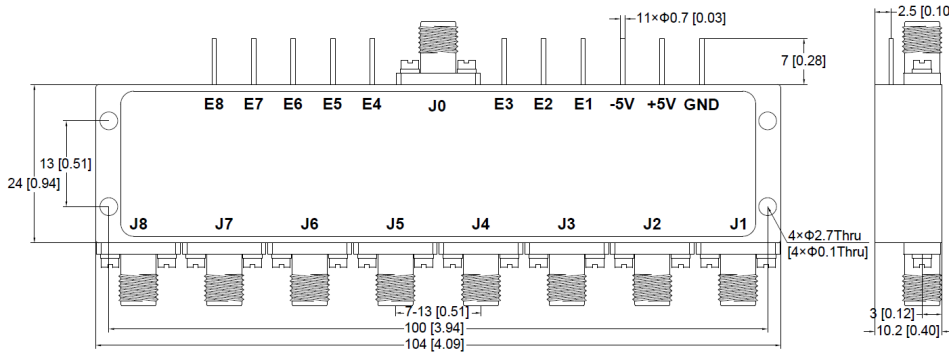 11×Φ0.7 [0.03]
2.5 [0.10
7 [0.28]
E8 E7 E6 E5 E4 J0 E3 E2 E1 -5V +5V GND
13 [0.51]
24 [0.94]
J8 J7 J6 J5 J4 J3 J2 J1
4×Φ2.7Thru
[4×Φ0.1Thru]
7-13 [0.51]
3 [0.12]
100 [3.94]
10.2 [0.40]
104 [4.09]